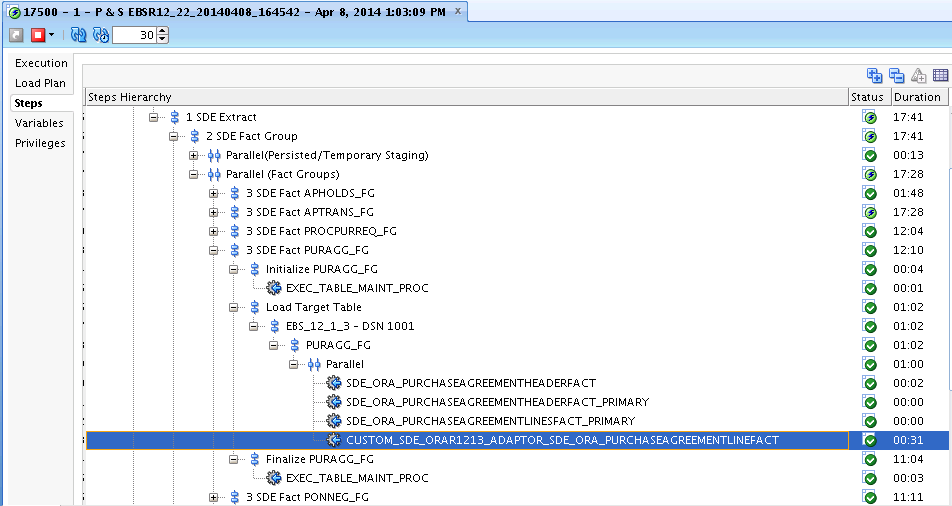 17500 - 1 - P & S EBSR12_22_20140408_164542 - Apr 8, 2014 1:03:09 PM x
30
Execution
Load Plan
Steps
Variables
Privileges
Steps Hierarchy Status Duration
1 SDE Extract 17:41
2 SDE Fact Group 17:41
Parallel(Persisted/Temporary Staging) 00:13
Parallel (Fact Groups) 17:28
3 SDE Fact APHOLDS_FG 01:48
3 SDE Fact APTRANS_FG 17:28
3 SDE Fact PROCPURREQ_FG 12:04
3 SDE Fact PURAGG_FG 12:10
Initialize PURAGG_FG 00:04
EXEC_TABLE_MAINT_PROC 00:01
Load Target Table 01:02
EBS_12_1_3 - DSN 1001 01:02
PURAGG_FG 01:02
Parallel 01:00
SDE_ORA_PURCHASEAGREEMENTHEADERFACT 00:02
SDE_ORA_PURCHASEAGREEMENTHEADERFACT_PRIMARY 00:00
SDE_ORA_PURCHASEAGREEMENTLINESFACT_PRIMARY 00:00
CUSTOM_SDE_ORAR1213_ADAPTOR_SDE_ORA_PURCHASEAGREEMENTLINEFACT 00:31
Finalize PURAGG_FG 11:04
EXEC_TABLE_MAINT_PROC 00:03
3 SDE Fact PONNEG_FG 11:11